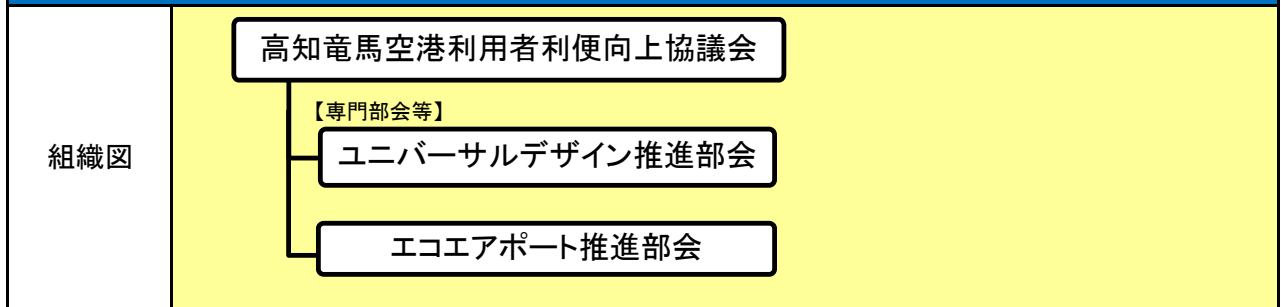 組織図
高知竜馬空港利用者利便向上協議会
【専門部会等】
ユニバーサルデザイン推進部会
エコエアポート推進部会